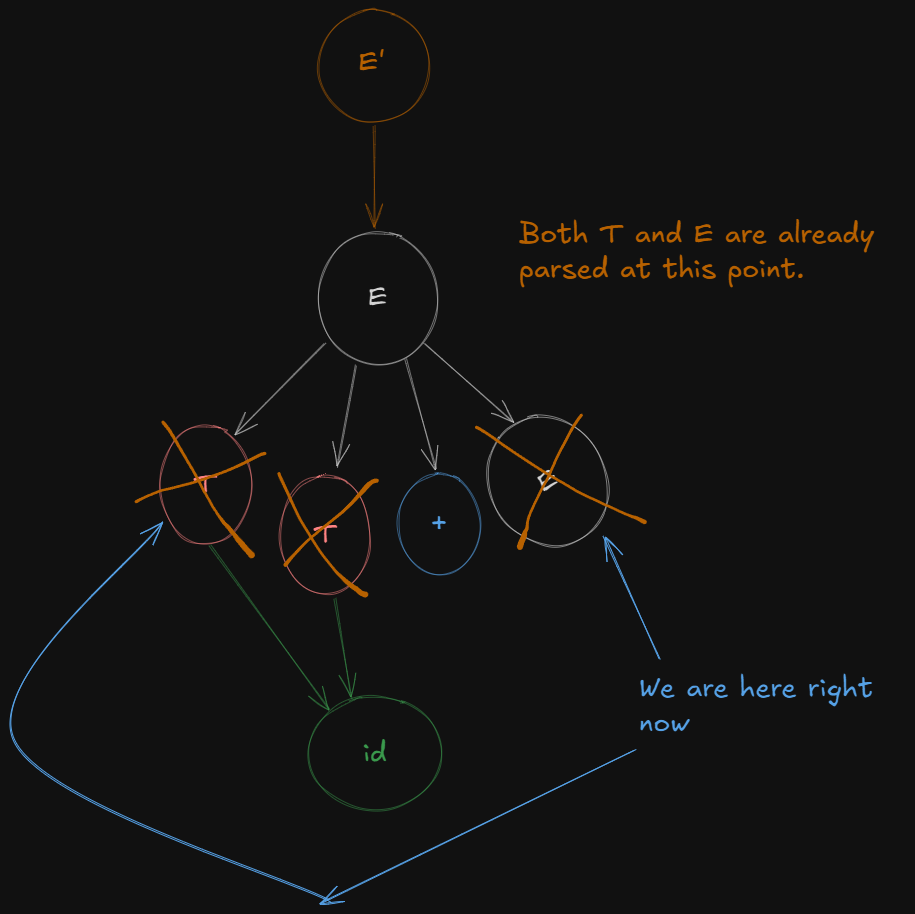 E'
Both T and E are already
parsed at this point.
E
T
T
+
E
We are here right
now
id